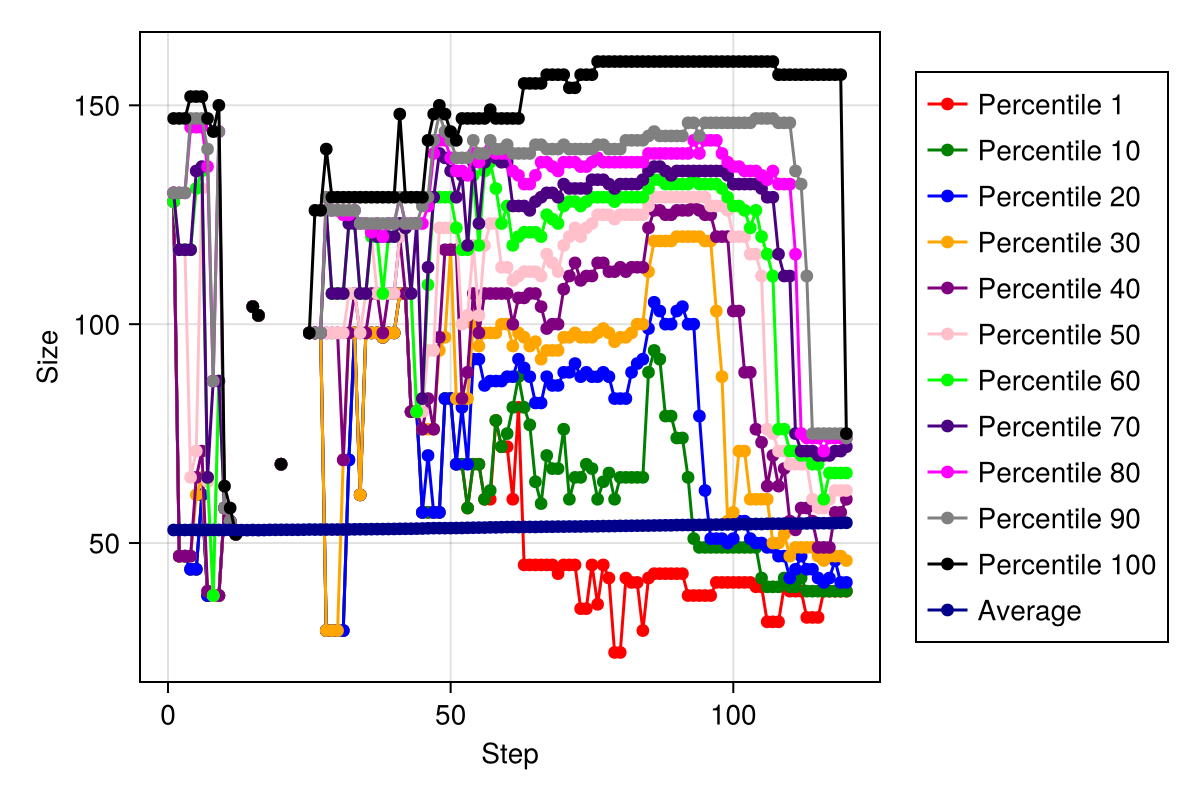 150
100
50
Size
0
50
100
Step
Percentile 1
Percentile 10
Percentile 20
Percentile 30
Percentile 40
Percentile 50
Percentile 60
Percentile 70
Percentile 80
Percentile 90
Percentile 100
Average